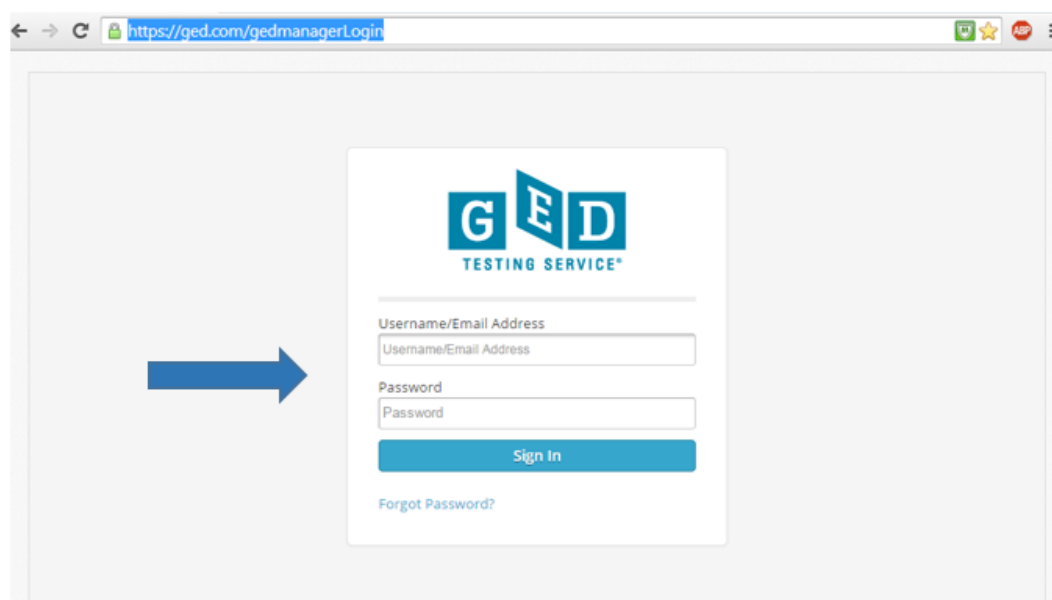 https://ged.com/gedmanagerLogin
ABP
GED
TESTING SERVICE®
Username/Email Address
Username/Email Address
Password
Password
Sign In
Forgot Password?